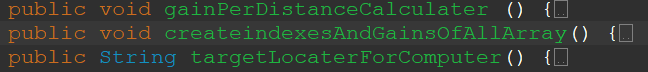 public void gainPerDistanceCalculater () {..
public void createindexesAndGainsOfAllArray() {..
public String targetLocaterForComputer() {..